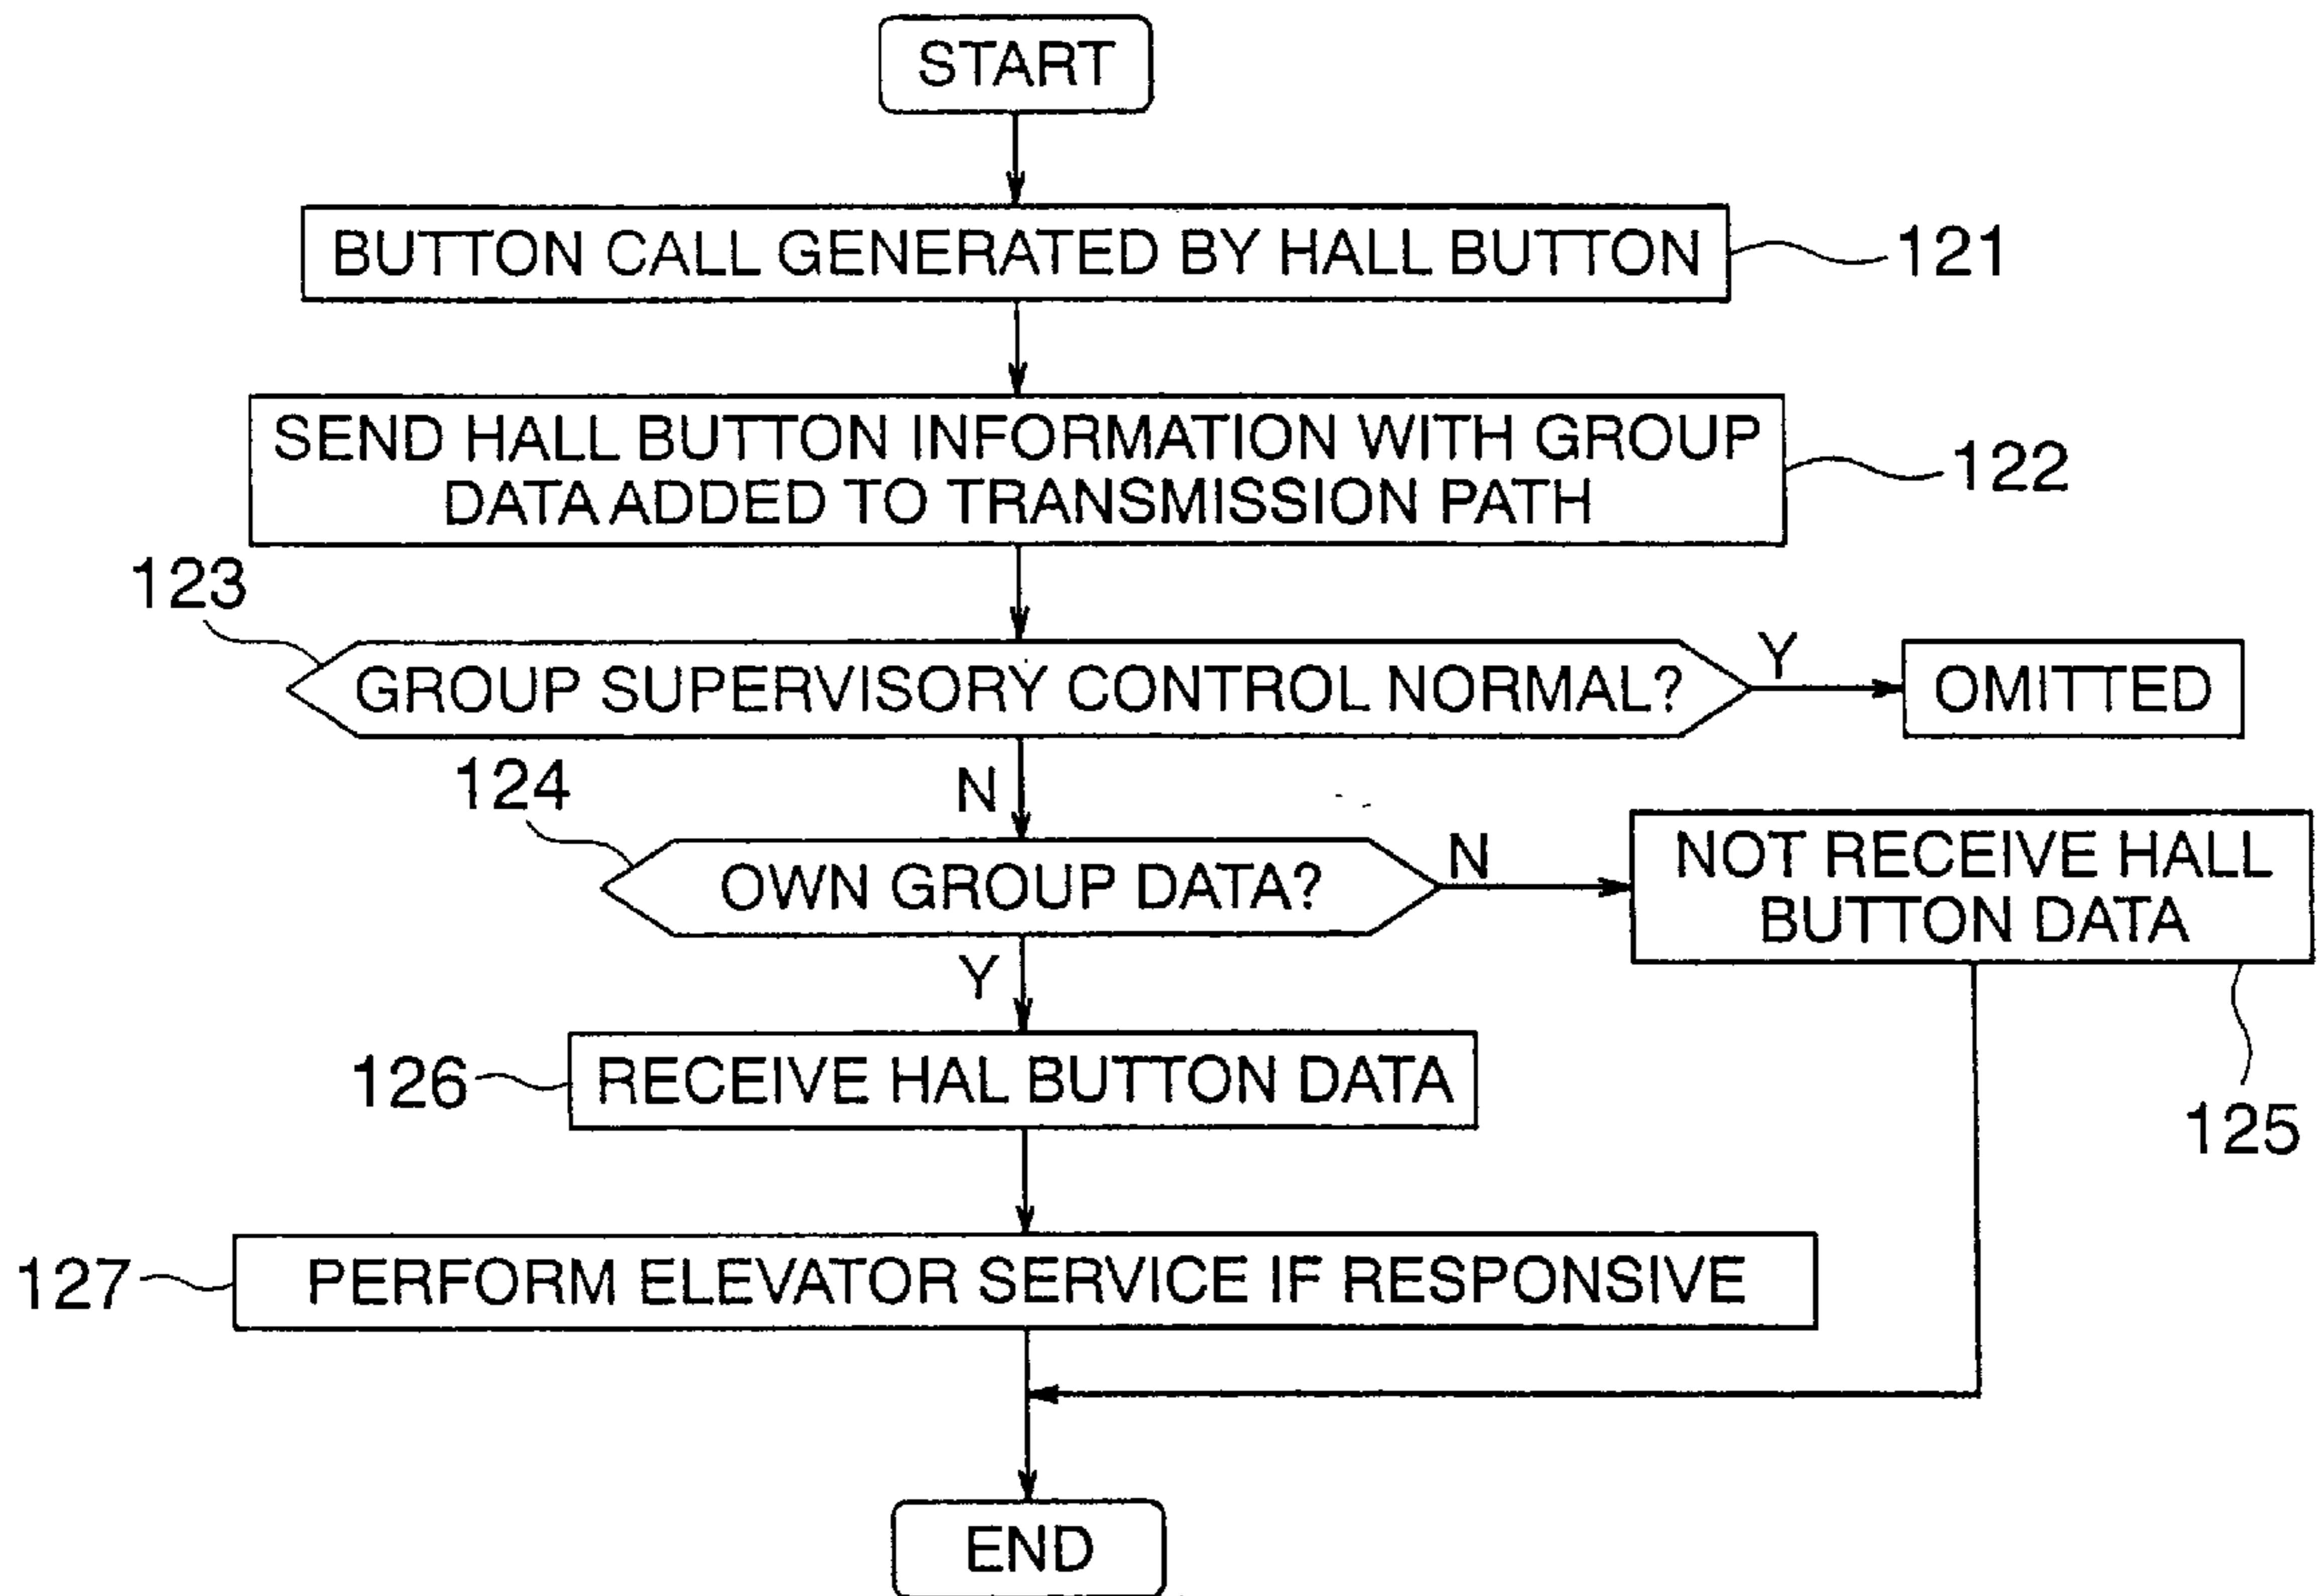 START
BUTTON CALL GENERATED BY HALL BUTTON
121
SEND HALL BUTTON INFORMATION WITH GROUP
DATA ADDED TO TRANSMISSION PATH
122
123
GROUP SUPERVISORY CONTROL NORMAL?
Y
OMITTED
N
124
OWN GROUP DATA?
N
NOT RECEIVE HALL
BUTTON DATA
125
Y
126
RECEIVE HAL BUTTON DATA
127
PERFORM ELEVATOR SERVICE IF RESPONSIVE
END